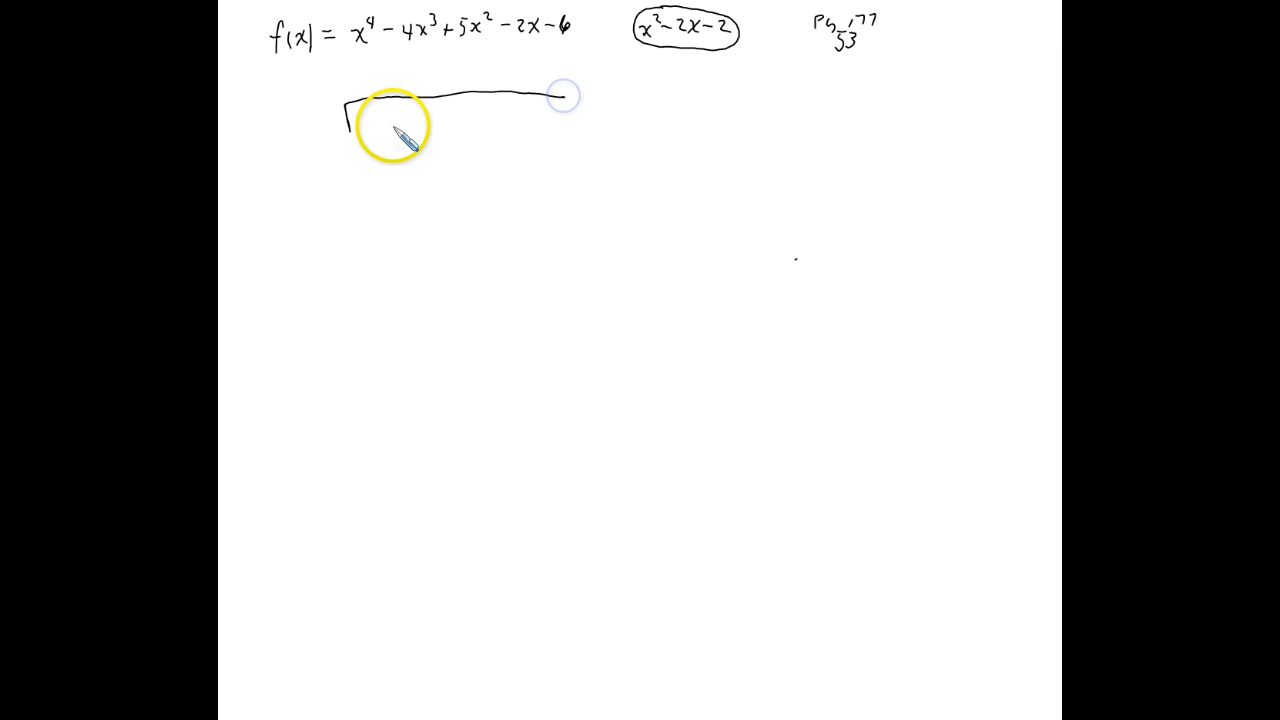 f(x) = x⁴ - 4x³ + 5x² - 2x - 6
x² - 2x - 2
Pg 177
53